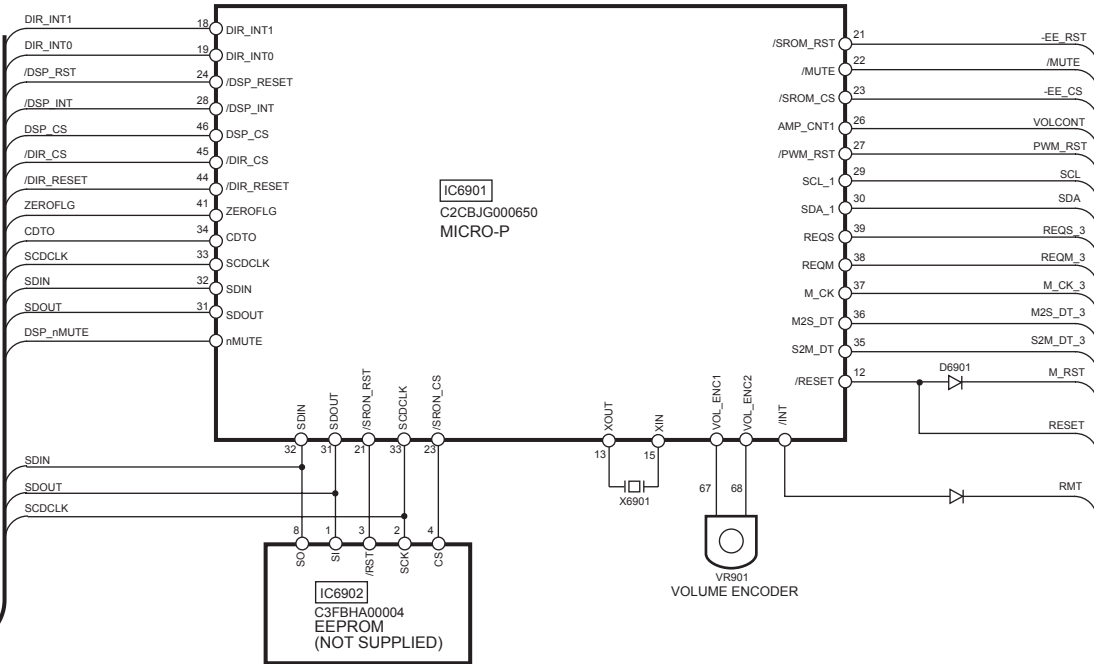 DIR_INT1 18 DIR_INT1
DIR_INT0 19 DIR_INT0
/DSP_RST 24 /DSP_RESET
/DSP_INT 28 /DSP_INT
DSP_CS 46 DSP_CS
/DIR_CS 45 /DIR_CS
/DIR_RESET 44 /DIR_RESET
ZEROFLG 41 ZEROFLG
CDTO 34 CDTO
SCDCLK 33 SCDCLK
SDIN 32 SDIN
SDOUT 31 SDOUT
DSP_nMUTE nMUTE
IC6901
C2CBJG000650
MICRO-P
/SROM_RST 21 -EE_RST
/MUTE 22 /MUTE
/SROM_CS 23 -EE_CS
AMP_CNT1 26 VOLCONT
/PWM_RST 27 PWM_RST
SCL_1 29 SCL
SDA_1 30 SDA
REQS 39 REQS_3
REQM 38 REQM_3
M_CK 37 M_CK_3
M2S_DT 36 M2S_DT_3
S2M_DT 35 S2M_DT_3
/RESET 12 D6901 M_RST
RESET
RMT
SDIN SDOUT /SRON_RST SCDCLK /SRON_CS
32 31 21 33 23
XOUT XIN VOL_ENC1 VOL_ENC2 /INT
13 15
X6901
67 68
VR901
VOLUME ENCODER
SDIN
SDOUT
SCDCLK
8 1 3 2 4
SO SI /RST SCK CS
IC6902
C3FBHA00004
EEPROM
(NOT SUPPLIED)